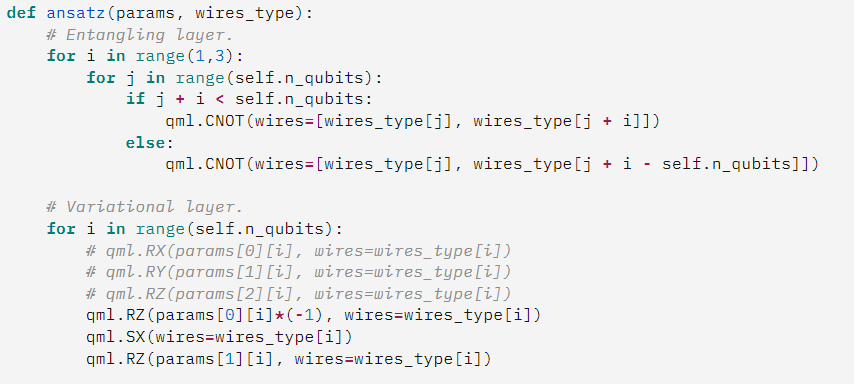 def ansatz(params, wires_type):
    # Entangling layer.
    for i in range(1,3):
        for j in range(self.n_qubits):
            if j + i < self.n_qubits:
                qml.CNOT(wires=[wires_type[j], wires_type[j + i]])
            else:
                qml.CNOT(wires=[wires_type[j], wires_type[j + i - self.n_qubits]])

    # Variational layer.
    for i in range(self.n_qubits):
        # qml.RX(params[0][i], wires=wires_type[i])
        # qml.RY(params[1][i], wires=wires_type[i])
        # qml.RZ(params[2][i], wires=wires_type[i])
        qml.RZ(params[0][i]*(-1), wires=wires_type[i])
        qml.SX(wires=wires_type[i])
        qml.RZ(params[1][i], wires=wires_type[i])